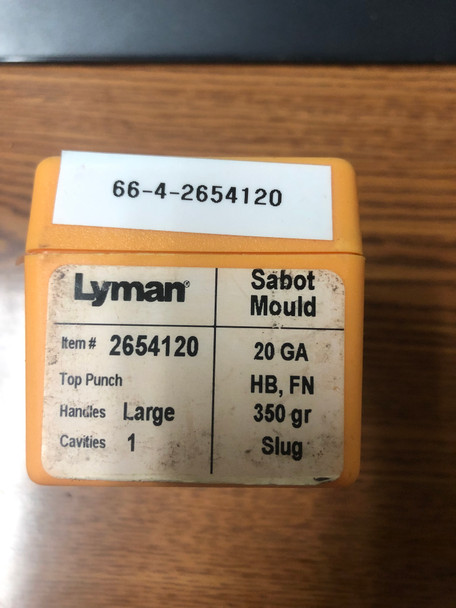 66-4-2654120
Lyman®
Sabot
Mould
Item # 2654120
20 GA
Top Punch
HB, FN
Handles Large
350 gr
Cavities 1
Slug